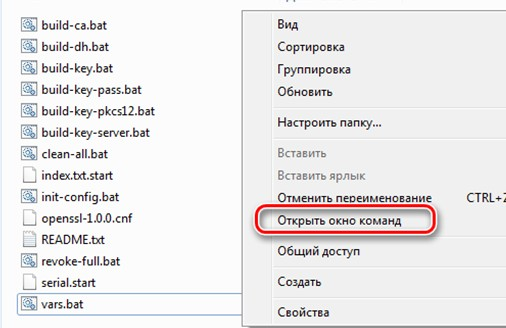 build-ca.bat
build-dh.bat
build-key.bat
build-key-pass.bat
build-key-pkcs12.bat
build-key-server.bat
clean-all.bat
index.txt.start
init-config.bat
openssl-1.0.0.cnf
README.txt
revoke-full.bat
serial.start
vars.bat
Вид
Сортировка
Группировка
Обновить
Настроить папку...
Вставить
Вставить ярлык
Отменить переименование CTRL+Z
Открыть окно команд
Общий доступ
Создать
Свойства